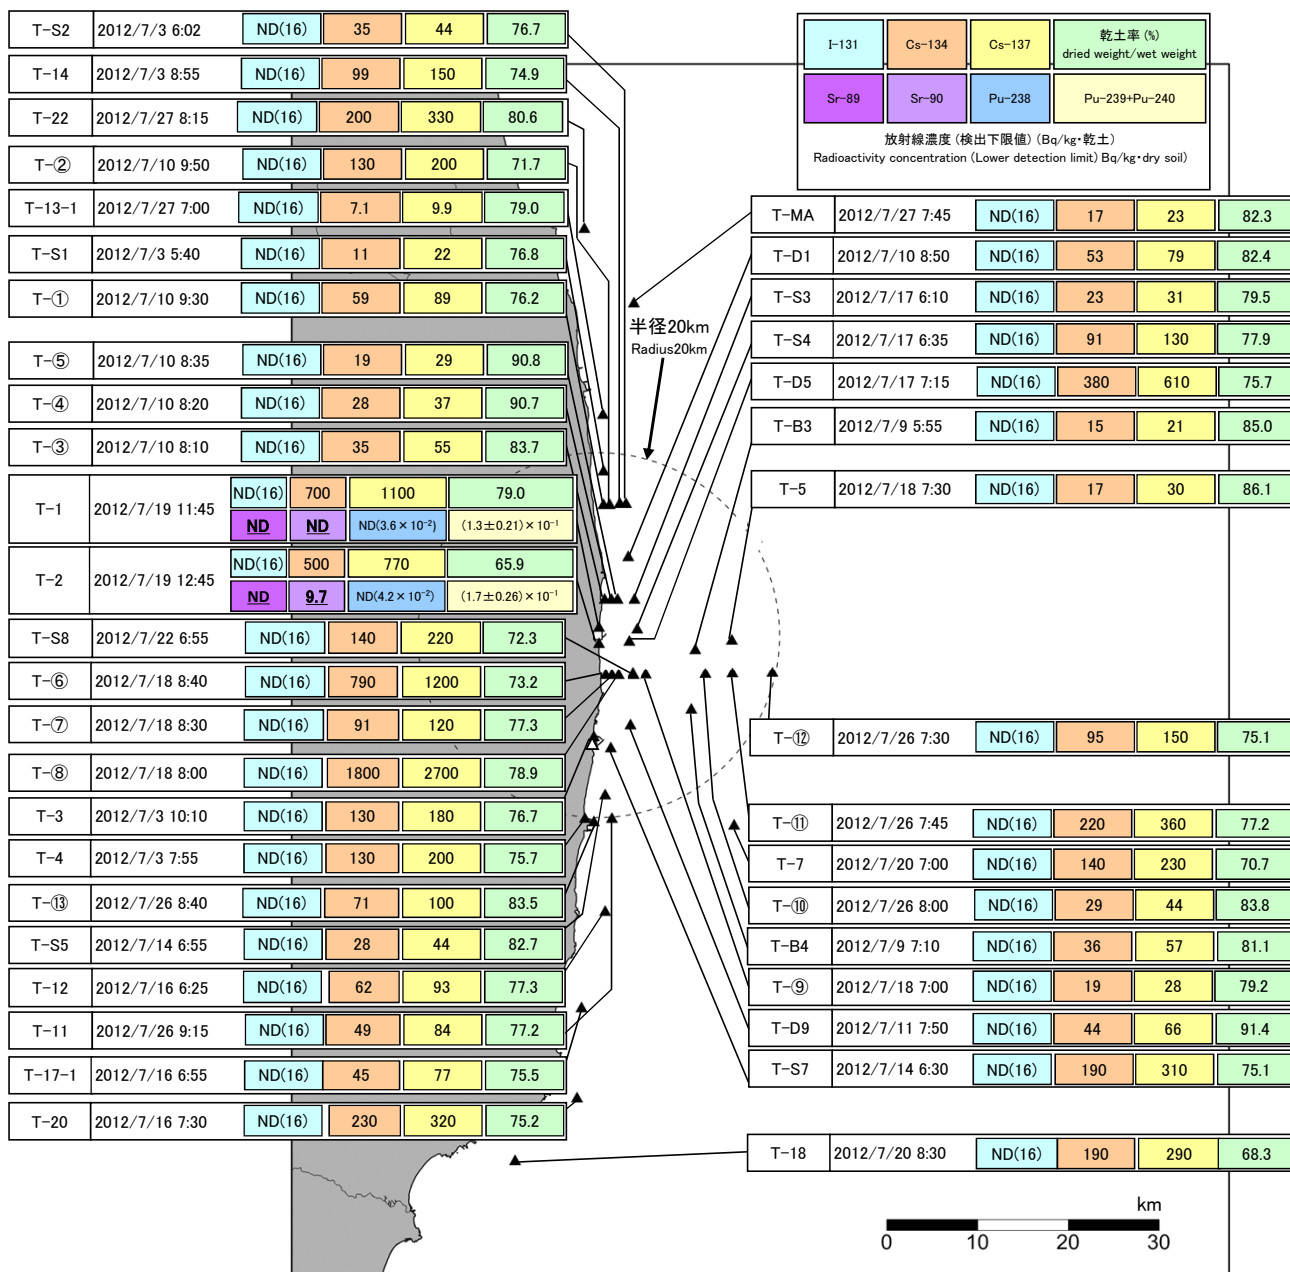 T-S2 2012/7/3 6:02 ND(16) 35 44 76.7
T-14 2012/7/3 8:55 ND(16) 99 150 74.9
T-22 2012/7/27 8:15 ND(16) 200 330 80.6
T-② 2012/7/10 9:50 ND(16) 130 200 71.7
T-13-1 2012/7/27 7:00 ND(16) 7.1 9.9 79.0
T-S1 2012/7/3 5:40 ND(16) 11 22 76.8
T-① 2012/7/10 9:30 ND(16) 59 89 76.2
T-⑤ 2012/7/10 8:35 ND(16) 19 29 90.8
T-④ 2012/7/10 8:20 ND(16) 28 37 90.7
T-③ 2012/7/10 8:10 ND(16) 35 55 83.7
T-1 2012/7/19 11:45 ND(16) 700 1100 79.0
ND ND ND(3.6×10⁻²) (1.3±0.21)×10⁻¹
T-2 2012/7/19 12:45 ND(16) 500 770 65.9
ND 9.7 ND(4.2×10⁻²) (1.7±0.26)×10⁻¹
T-S8 2012/7/22 6:55 ND(16) 140 220 72.3
T-⑥ 2012/7/18 8:40 ND(16) 790 1200 73.2
T-⑦ 2012/7/18 8:30 ND(16) 91 120 77.3
T-⑧ 2012/7/18 8:00 ND(16) 1800 2700 78.9
T-3 2012/7/3 10:10 ND(16) 130 180 76.7
T-4 2012/7/3 7:55 ND(16) 130 200 75.7
T-⑬ 2012/7/26 8:40 ND(16) 71 100 83.5
T-S5 2012/7/14 6:55 ND(16) 28 44 82.7
T-12 2012/7/16 6:25 ND(16) 62 93 77.3
T-11 2012/7/26 9:15 ND(16) 49 84 77.2
T-17-1 2012/7/16 6:55 ND(16) 45 77 75.5
T-20 2012/7/16 7:30 ND(16) 230 320 75.2
I-131 Cs-134 Cs-137 乾土率 (%)
dried weight/wet weight
Sr-89 Sr-90 Pu-238 Pu-239+Pu-240
放射線濃度 (検出下限値) (Bq/kg・乾土)
Radioactivity concentration (Lower detection limit) Bq/kg・dry soil)
半径20km
Radius20km
T-MA 2012/7/27 7:45 ND(16) 17 23 82.3
T-D1 2012/7/10 8:50 ND(16) 53 79 82.4
T-S3 2012/7/17 6:10 ND(16) 23 31 79.5
T-S4 2012/7/17 6:35 ND(16) 91 130 77.9
T-D5 2012/7/17 7:15 ND(16) 380 610 75.7
T-B3 2012/7/9 5:55 ND(16) 15 21 85.0
T-5 2012/7/18 7:30 ND(16) 17 30 86.1
T-⑫ 2012/7/26 7:30 ND(16) 95 150 75.1
T-⑪ 2012/7/26 7:45 ND(16) 220 360 77.2
T-7 2012/7/20 7:00 ND(16) 140 230 70.7
T-⑩ 2012/7/26 8:00 ND(16) 29 44 83.8
T-B4 2012/7/9 7:10 ND(16) 36 57 81.1
T-⑨ 2012/7/18 7:00 ND(16) 19 28 79.2
T-D9 2012/7/11 7:50 ND(16) 44 66 91.4
T-S7 2012/7/14 6:30 ND(16) 190 310 75.1
T-18 2012/7/20 8:30 ND(16) 190 290 68.3
km
0 10 20 30